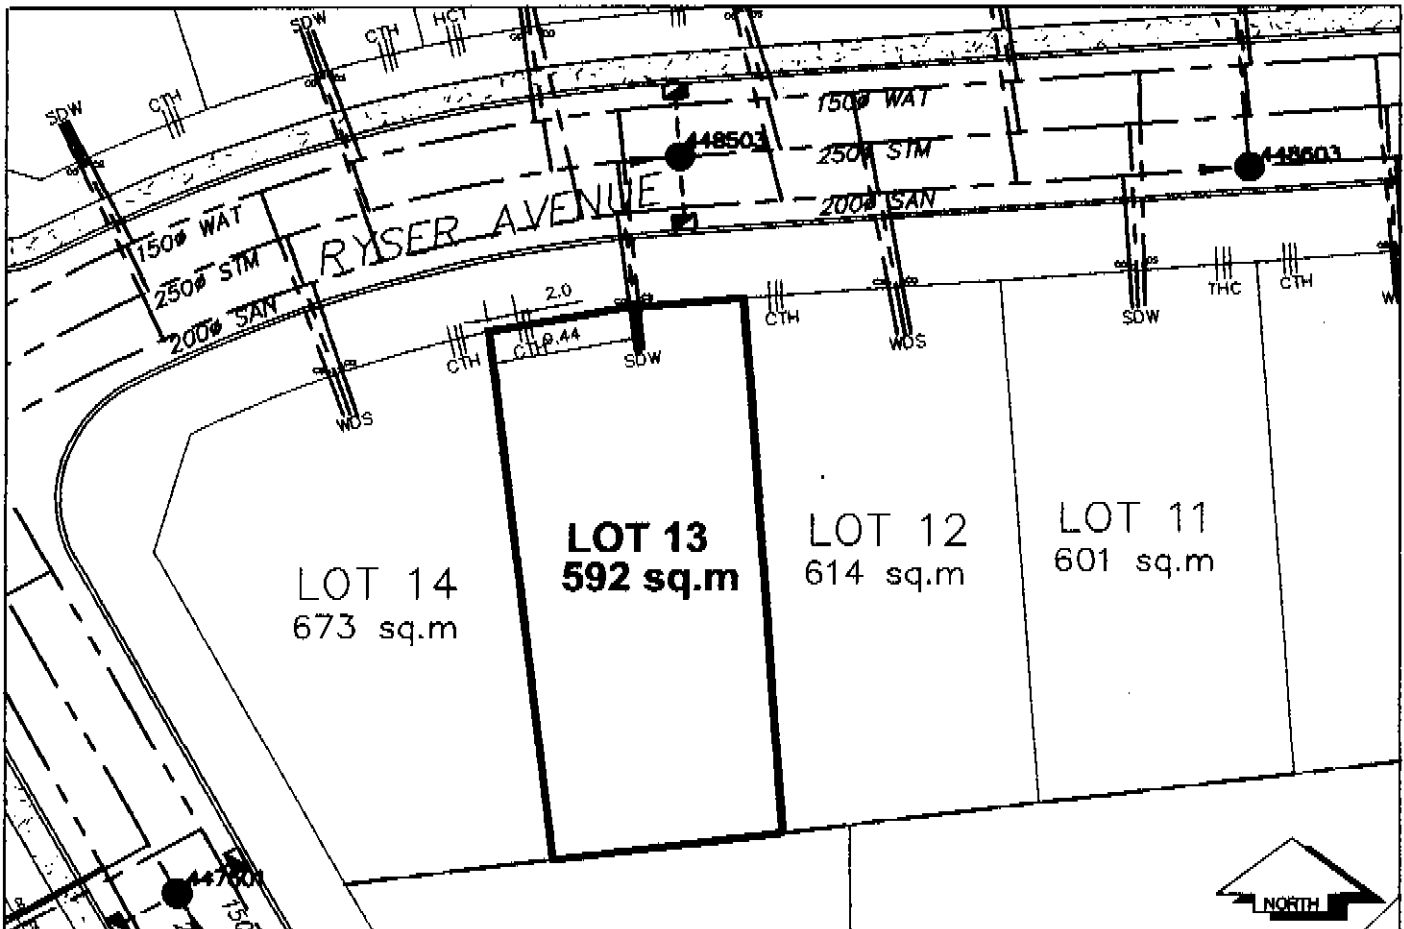 SDW
CTH
HCT
CTH
SDW
150ø WAT
448503
448603
250ø STM
200ø SAN
RYSER AVENUE
150ø WAT
250ø STM
200ø SAN
2.0
9.44
CTH
CTH
SDW
CTH
WDS
SDW
THC
CTH
W
WDS
LOT 13
592 sq.m
LOT 12
614 sq.m
LOT 11
601 sq.m
LOT 14
673 sq.m
447601
150
NORTH